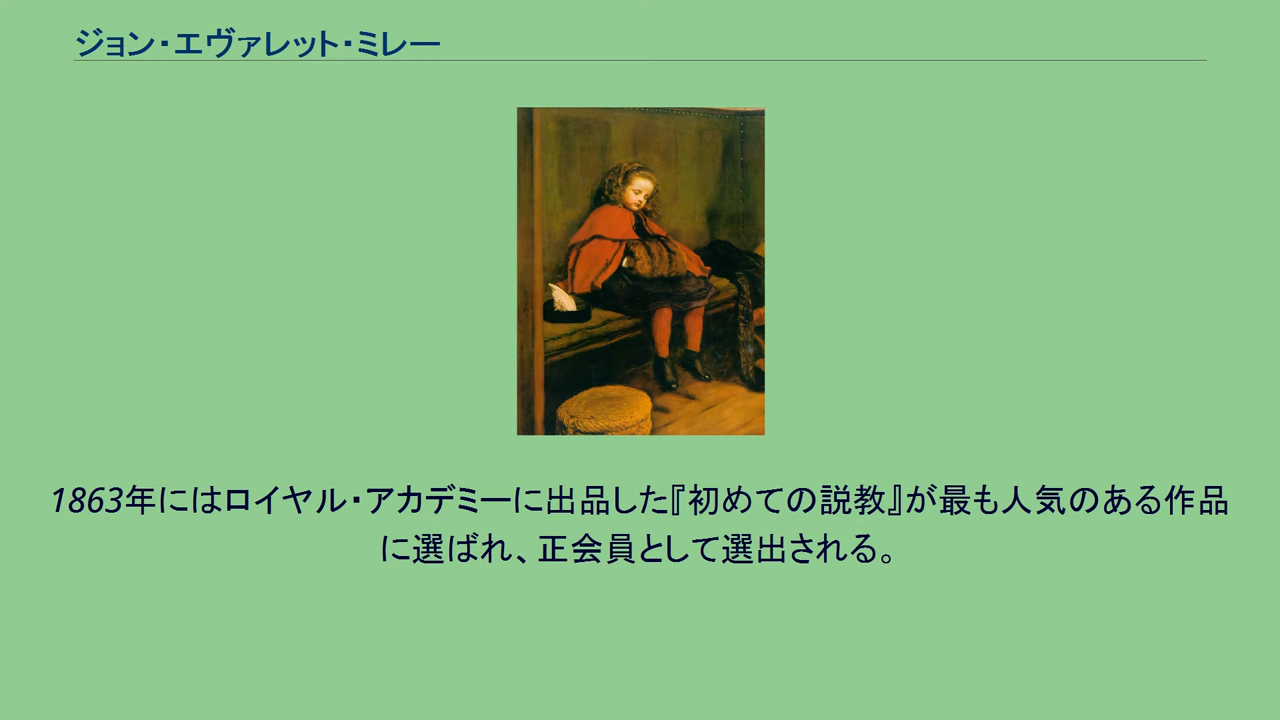 ジョン・エヴァレット・ミレー
1863年にはロイヤル・アカデミーに出品した『初めての説教』が最も人気のある作品
に選ばれ、正会員として選出される。